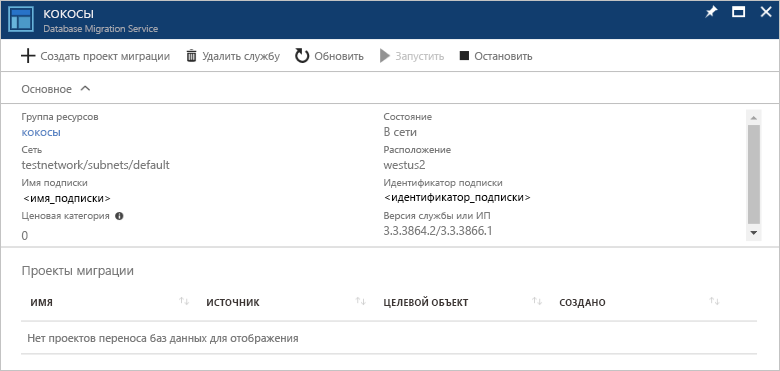 КОКОСЫ
Database Migration Service
Создать проект миграции Удалить службу Обновить Запустить Остановить
Основное
Группа ресурсов Состояние
кокосы В сети
Сеть Расположение
testnetwork/subnets/default westus2
Имя подписки Идентификатор подписки
<имя_подписки> <идентификатор_подписки>
Ценовая категория Версия службы или ИП
0 3.3.3864.2/3.3.3866.1
Проекты миграции
ИМЯ ИСТОЧНИК ЦЕЛЕВОЙ ОБЪЕКТ СОЗДАНО
Нет проектов переноса баз данных для отображения